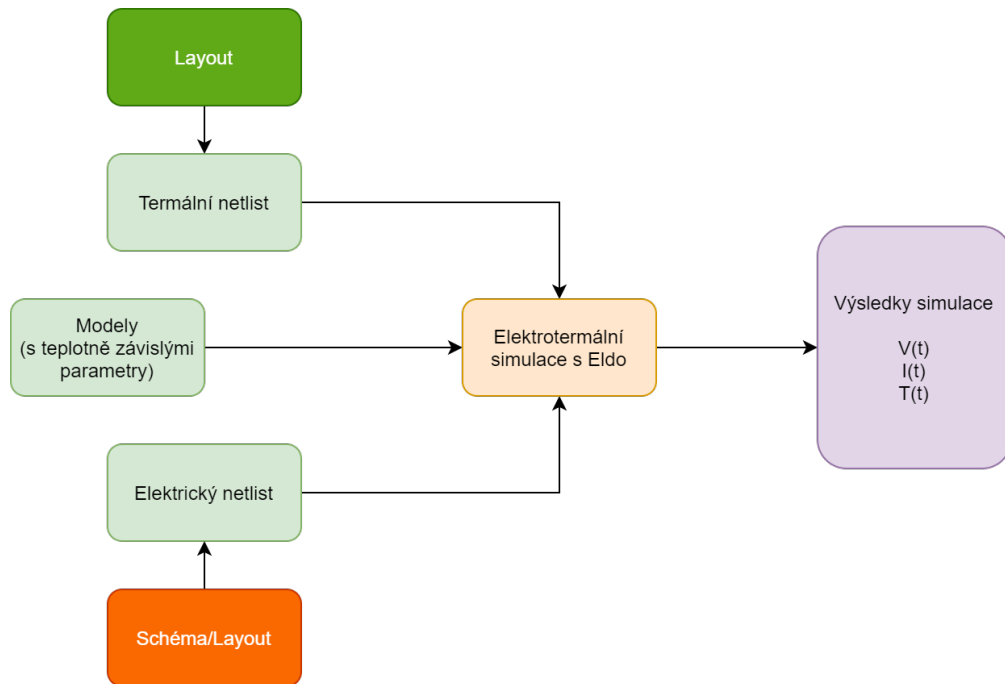 Layout
Termální netlist
Modely
(s teplotně závislými
parametry)
Elektrotermální
simulace s Eldo
Výsledky simulace
V(t)
I(t)
T(t)
Elektrický netlist
Schéma/Layout